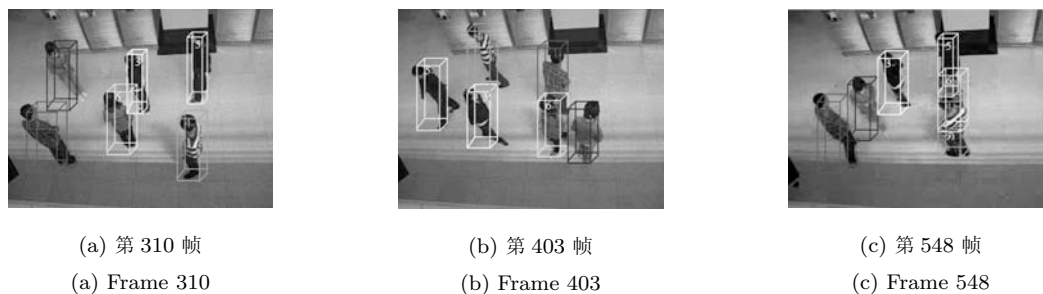 (a) 第 310 帧
(b) 第 403 帧
(c) 第 548 帧
(a) Frame 310
(b) Frame 403
(c) Frame 548